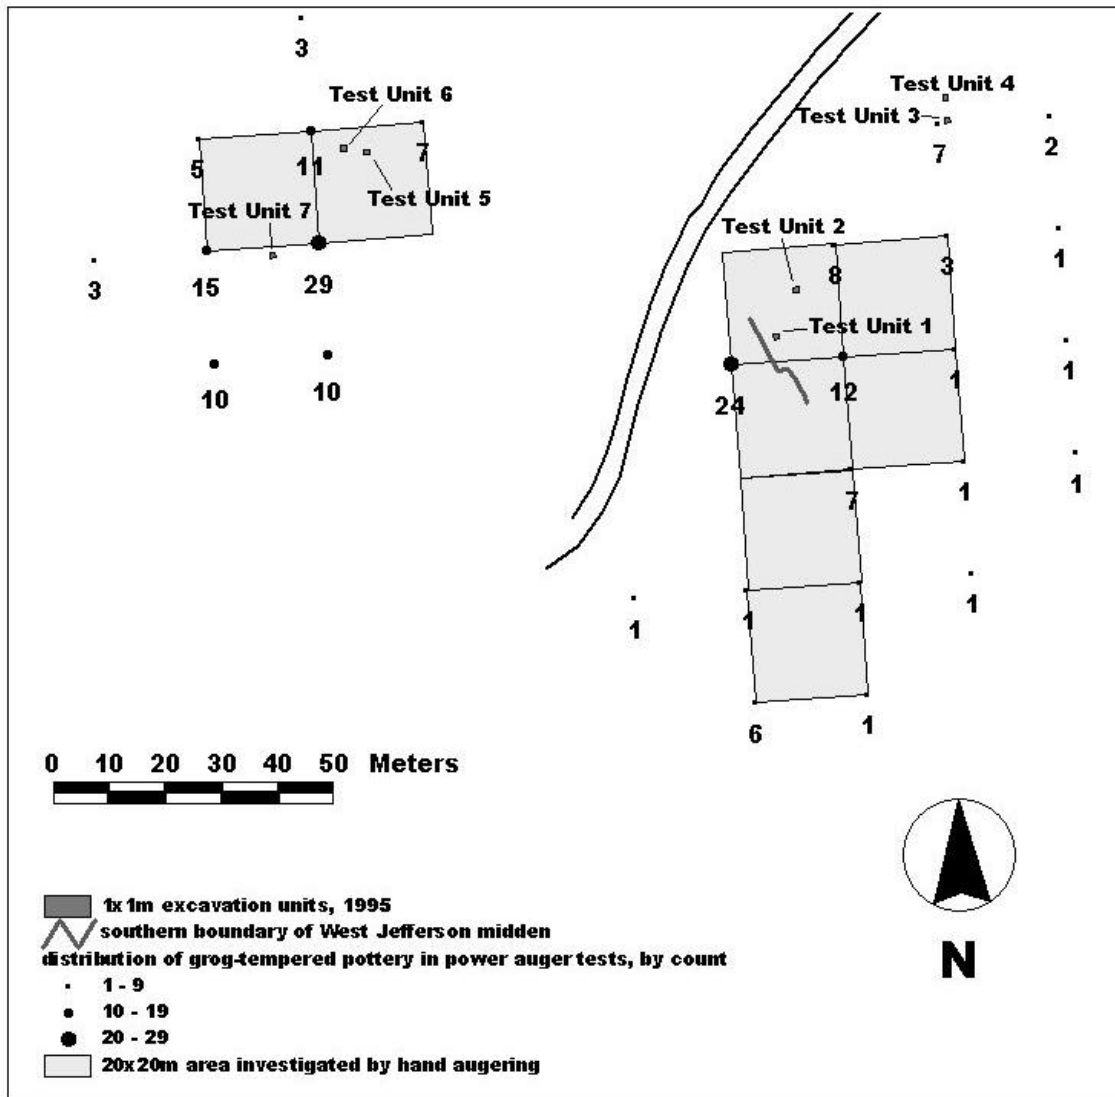 3
Test Unit 6
Test Unit 4
Test Unit 3
5
11
7
7
2
Test Unit 5
Test Unit 7
Test Unit 2
3
15
29
8
3
1
Test Unit 1
10
10
24
12
1
1
7
1
1
1
1
1
1
6
1
0 10 20 30 40 50 Meters
1x1m excavation units, 1995
southern boundary of West Jefferson midden
distribution of grog-tempered pottery in power auger tests, by count
1 - 9
10 - 19
20 - 29
20x20m area investigated by hand augering
N